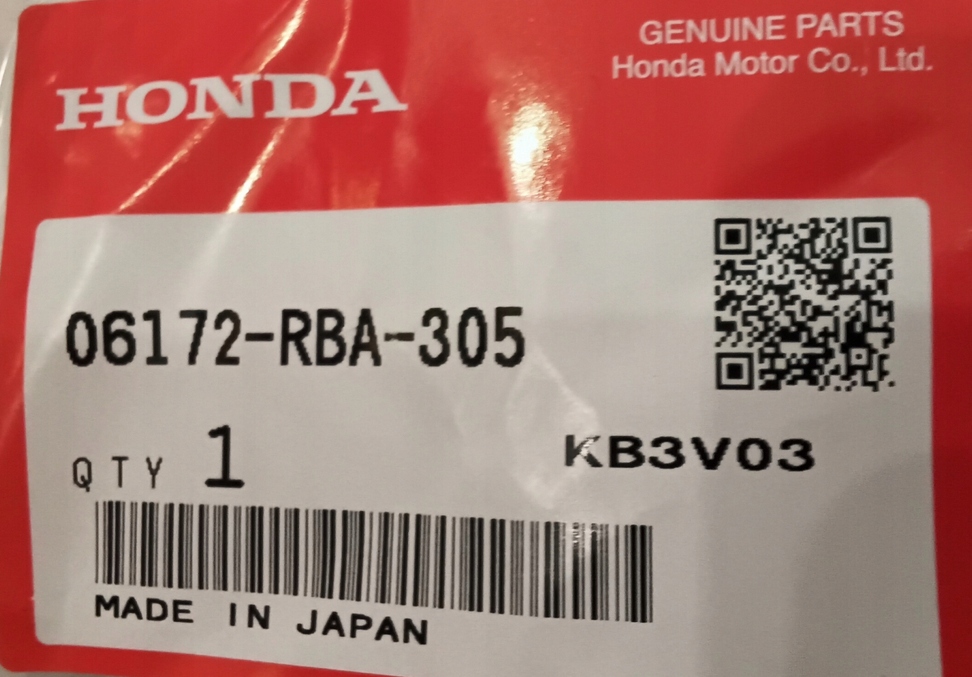 GENUINE PARTS
Honda Motor Co., Ltd.
HONDA
06172-RBA-305
QTY 1
KB3V03
MADE IN JAPAN